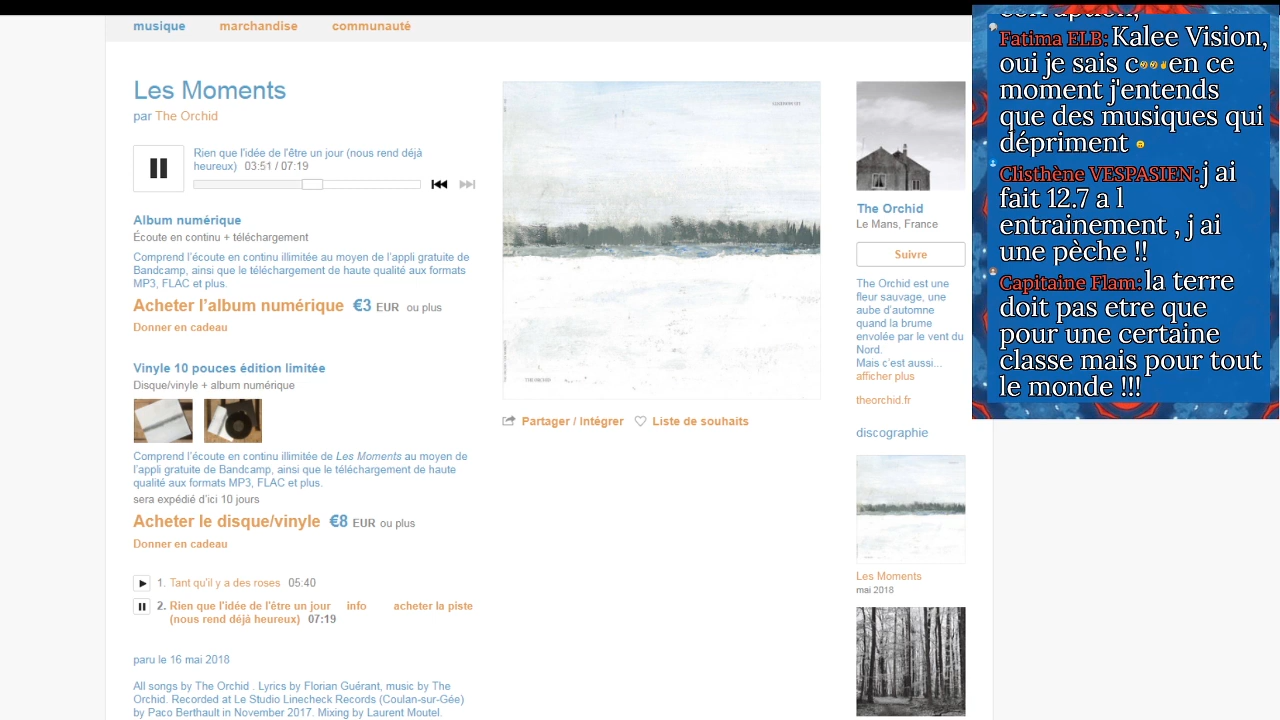 musique marchandise communauté
Les Moments
par The Orchid
Rien que l'idée de l'être un jour (nous rend déjà
heureux) 03:51 / 07:19
Album numérique
Écoute en continu + téléchargement
Comprend l’écoute en continu illimitée au moyen de l’appli gratuite de
Bandcamp, ainsi que le téléchargement de haute qualité aux formats
MP3, FLAC et plus.
Acheter l’album numérique €3 EUR ou plus
Donner en cadeau
Vinyle 10 pouces édition limitée
Disque/vinyle + album numérique
Comprend l’écoute en continu illimitée de Les Moments au moyen de
l’appli gratuite de Bandcamp, ainsi que le téléchargement de haute
qualité aux formats MP3, FLAC et plus.
sera expédié d’ici 10 jours
Acheter le disque/vinyle €8 EUR ou plus
Donner en cadeau
1. Tant qu'il y a des roses 05:40
2. Rien que l'idée de l'être un jour info acheter la piste
(nous rend déjà heureux) 07:19
paru le 16 mai 2018
All songs by The Orchid . Lyrics by Florian Guérant, music by The
Orchid. Recorded at Le Studio Linecheck Records (Coulan-sur-Gée)
by Paco Berthault in November 2017. Mixing by Laurent Moutel.
THE ORCHID
Partager / Intégrer Liste de souhaits
The Orchid
Le Mans, France
Suivre
The Orchid est une
fleur sauvage, une
aube d’automne
quand la brume
envolée par le vent du
Nord.
Mais c’est aussi...
afficher plus
theorchid.fr
discographie
Les Moments
mai 2018
Fatima ELB: Kalee Vision,
oui je sais c😢😢✌en ce
moment j'entends
que des musiques qui
dépriment
Clisthène VESPASIEN: j ai
fait 12.7 a l
entrainement , j ai
une pèche !!
Capitaine Flam: la terre
doit pas etre que
pour une certaine
classe mais pour tout
le monde !!!